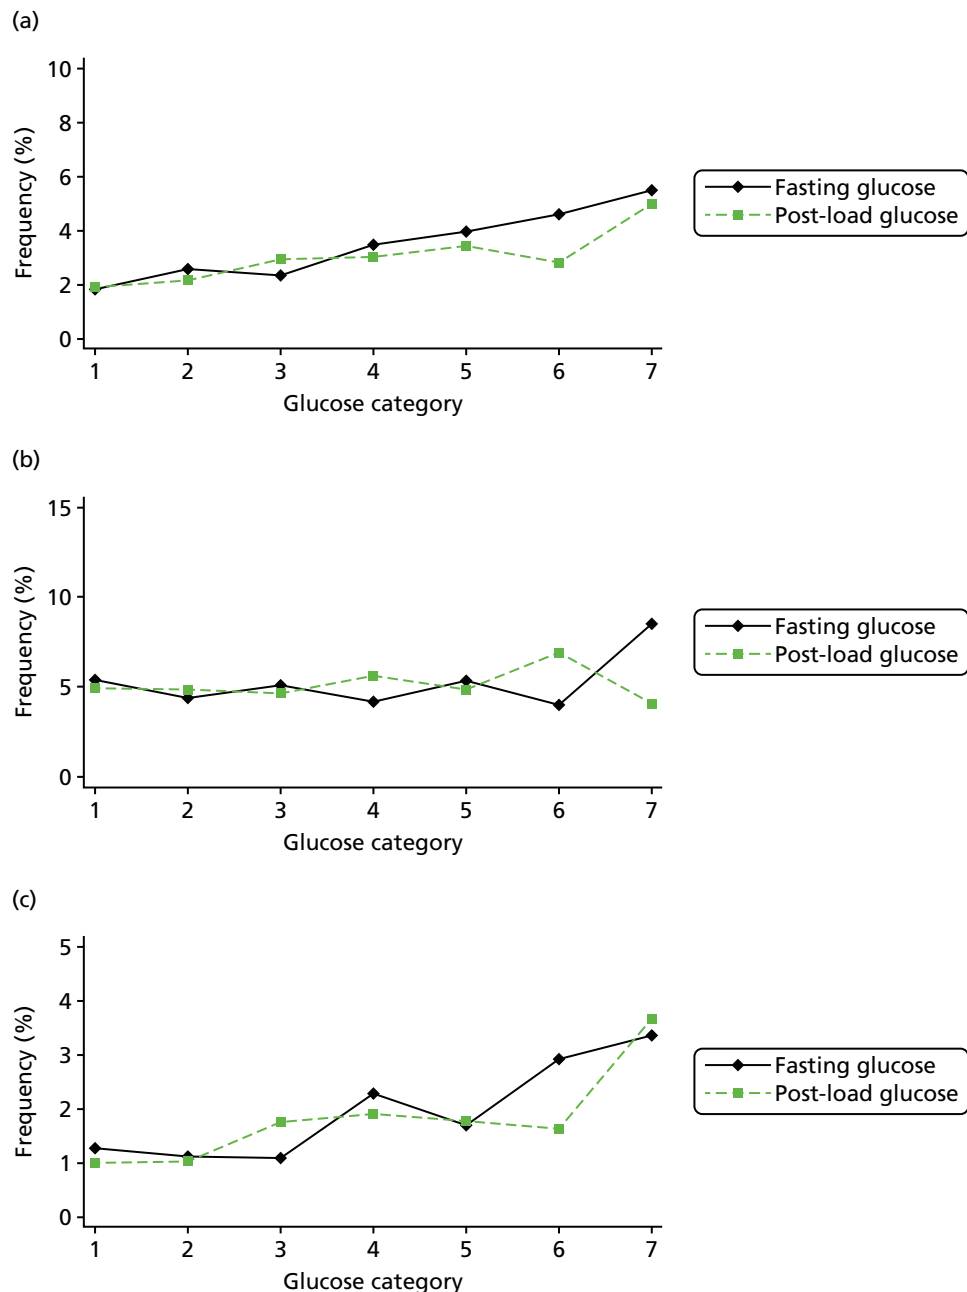 (a)
10
8
6
4
2
0
Frequency (%)
1 2 3 4 5 6 7
Glucose category
Fasting glucose
Post-load glucose
(b)
15
10
5
0
Frequency (%)
1 2 3 4 5 6 7
Glucose category
Fasting glucose
Post-load glucose
(c)
5
4
3
2
1
0
Frequency (%)
1 2 3 4 5 6 7
Glucose category
Fasting glucose
Post-load glucose